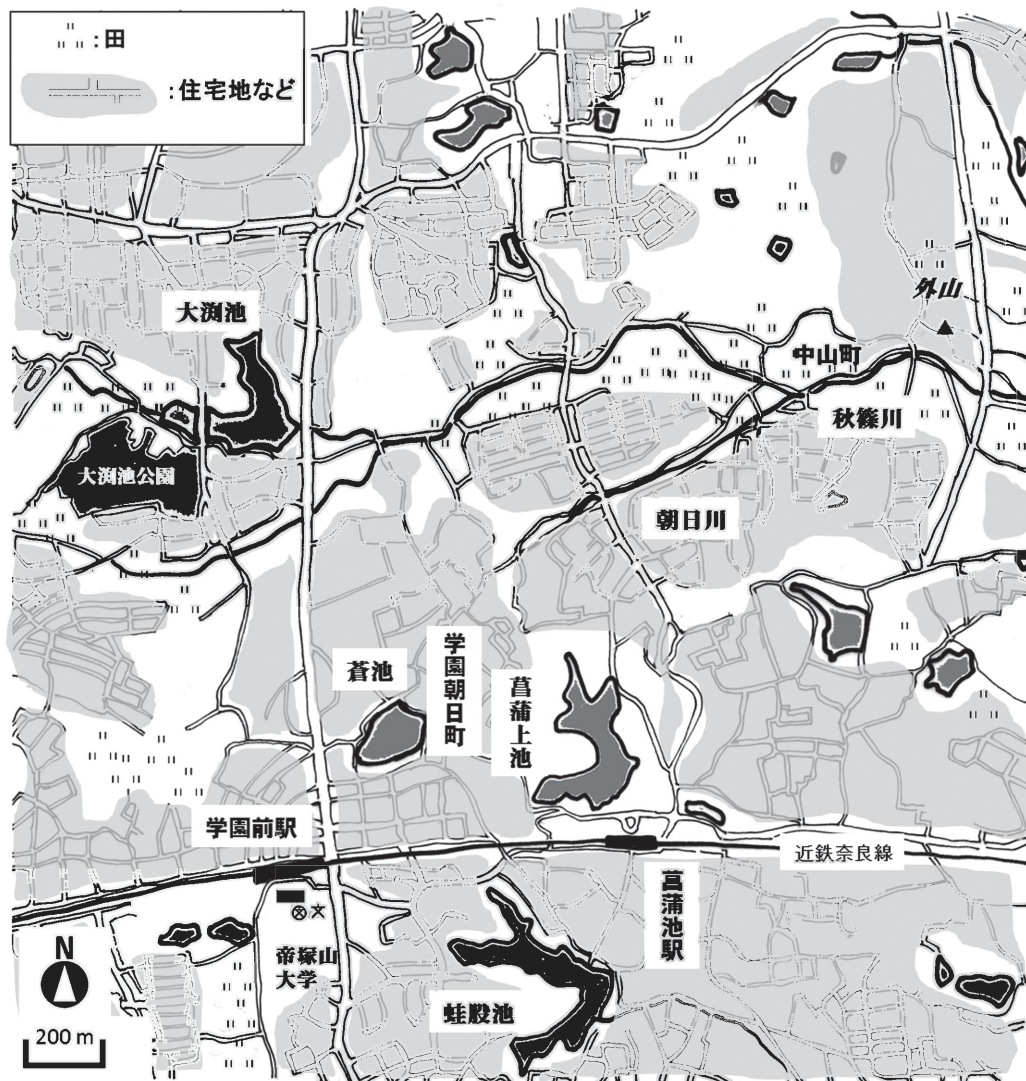 ：田
：住宅地など
外山
大渕池
中山町
秋篠川
大渕池公園
朝日川
学園朝日町
蒼池
菖蒲上池
学園前駅
近鉄奈良線
菖蒲池駅
文
帝塚山
大学
蛙股池
N
200 m